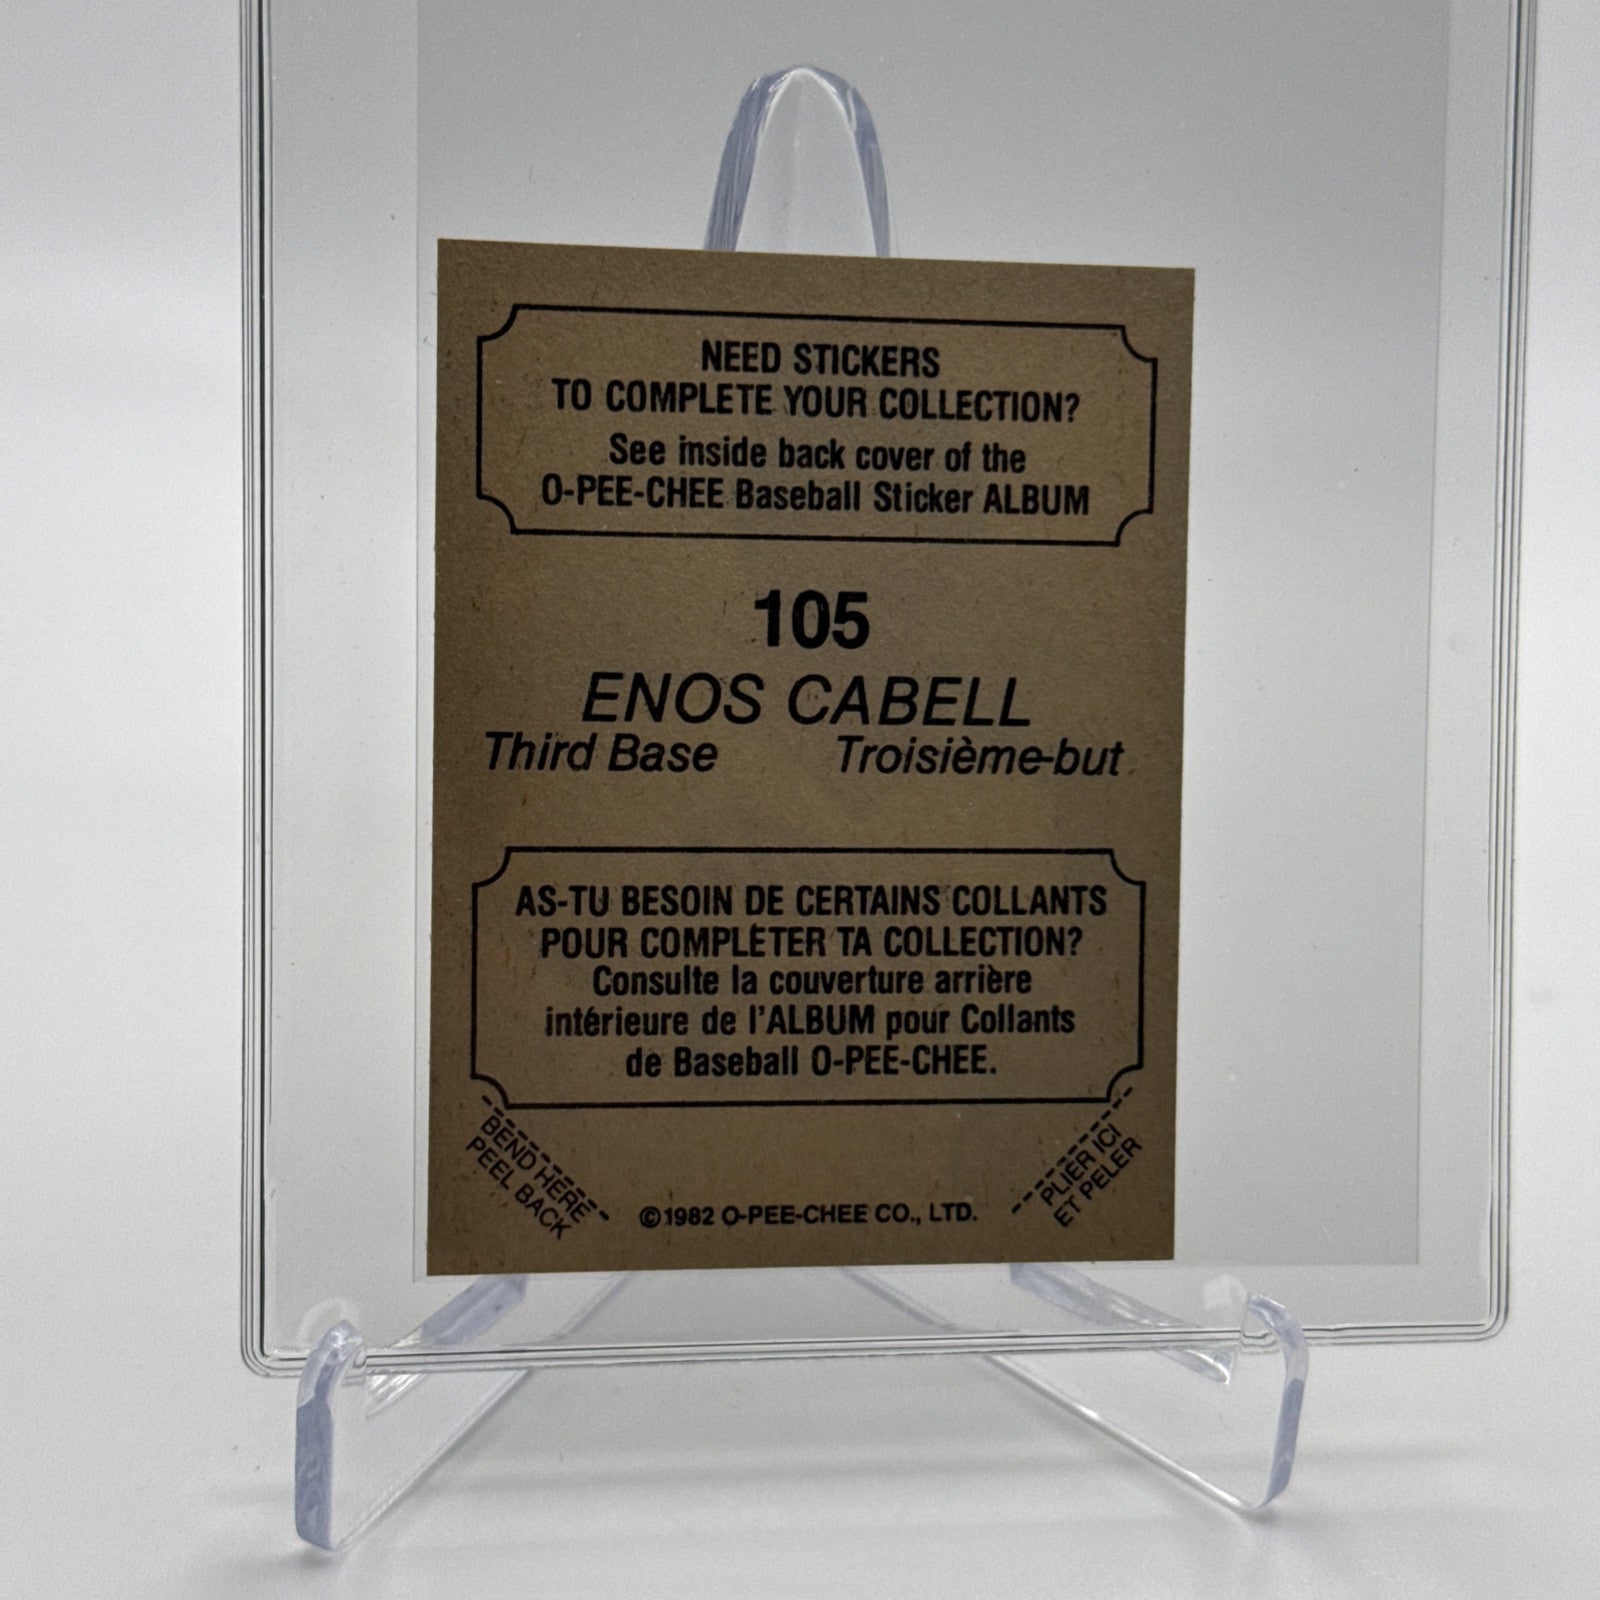 NEED STICKERS
TO COMPLETE YOUR COLLECTION?
See inside back cover of the
O-PEE-CHEE Baseball Sticker ALBUM
105
ENOS CABELL
Third Base Troisième-but
AS-TU BESOIN DE CERTAINS COLLANTS
POUR COMPLÉTER TA COLLECTION?
Consulte la couverture arrière
intérieure de l'ALBUM pour Collants
de Baseball O-PEE-CHEE.
BEND HERE
PEEL BACK
©1982 O-PEE-CHEE CO., LTD.
PLIER ICI
ET PELER